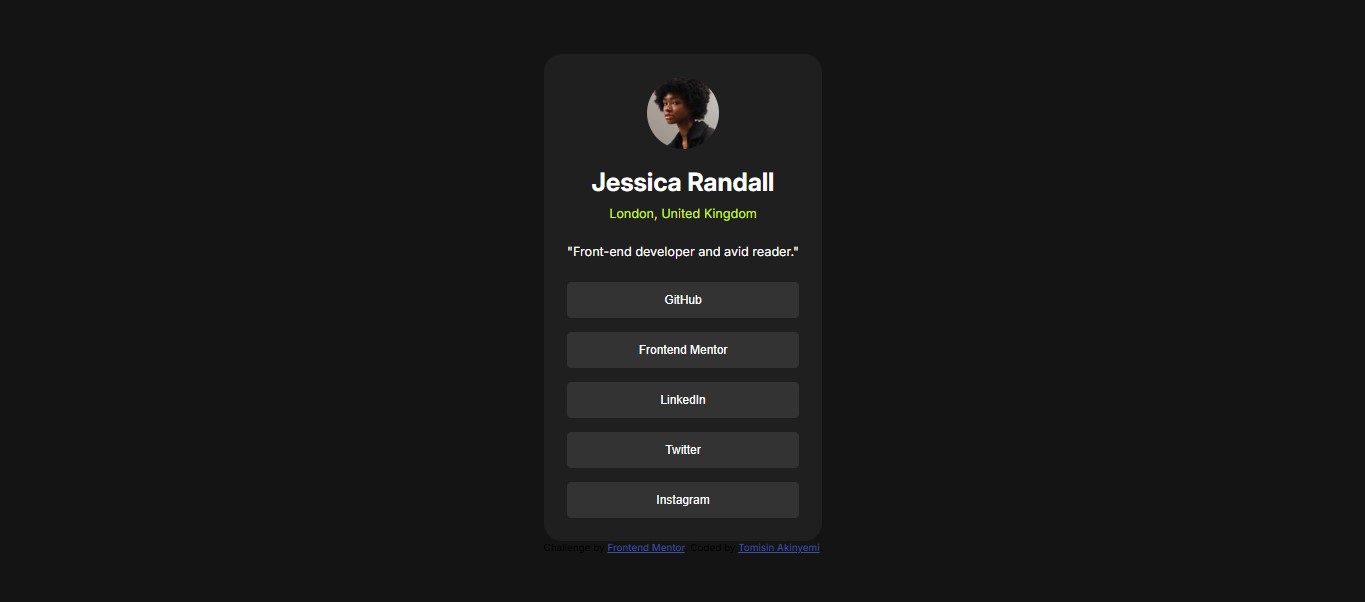 Jessica Randall
London, United Kingdom
"Front-end developer and avid reader."
GitHub
Frontend Mentor
LinkedIn
Twitter
Instagram
Challenge by Frontend Mentor. Coded by Tomisin Akinyemi